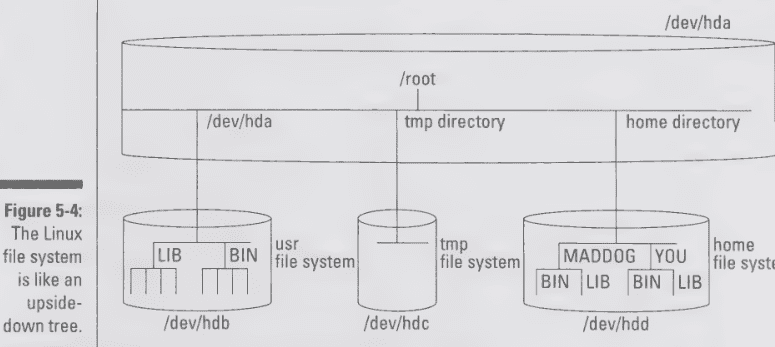 /dev/hda
/root
/dev/hda
tmp directory
home directory
Figure 5-4:
The Linux
file system
is like an
upside-
down tree.
LIB
BIN
usr
file system
tmp
file system
MADDOG
YOU
BIN
LIB
BIN
LIB
home
file syste
/dev/hdb
/dev/hdc
/dev/hdd